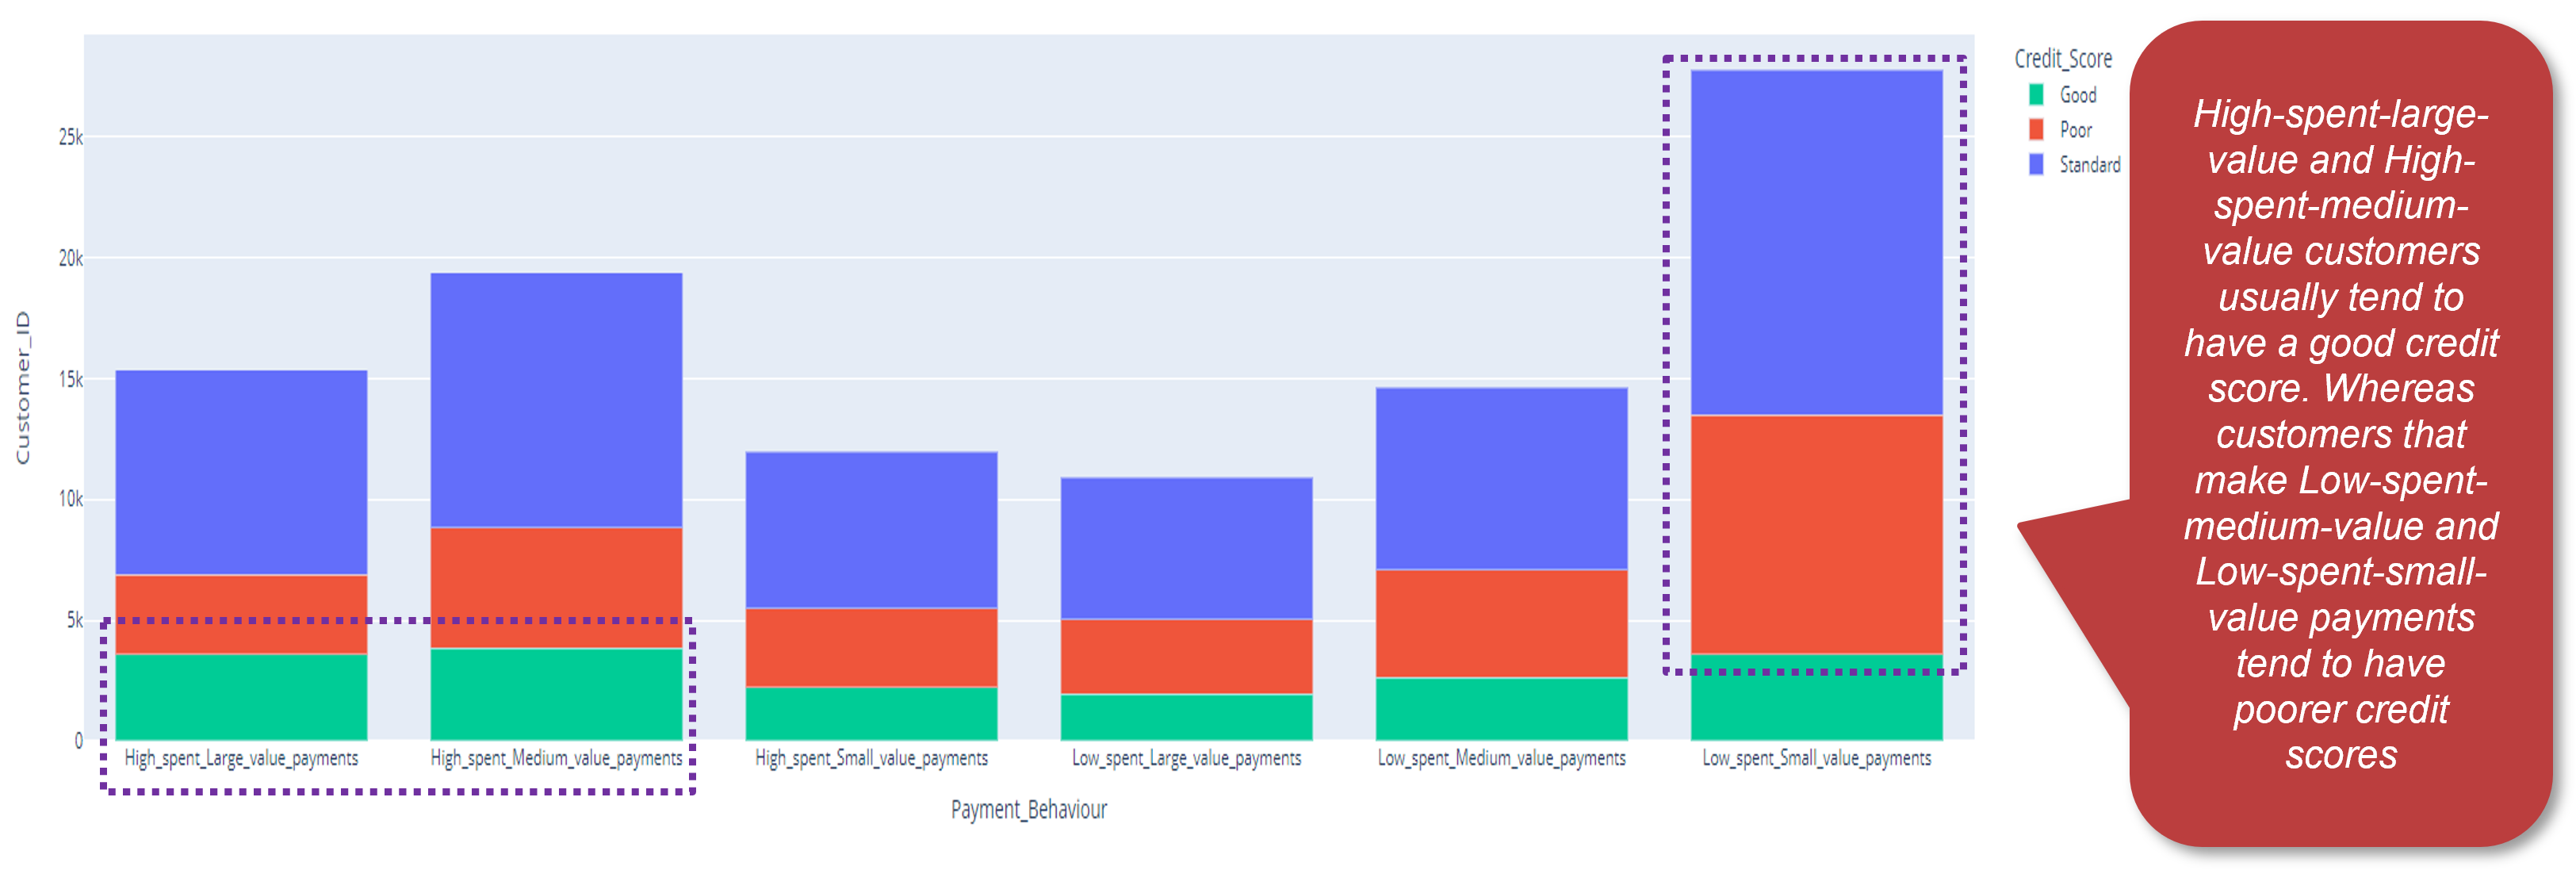 Customer_ID
25k
20k
15k
10k
5k
0
High_spent_Large_value_payments
High_spent_Medium_value_payments
High_spent_Small_value_payments
Low_spent_Large_value_payments
Low_spent_Medium_value_payments
Low_spent_Small_value_payments
Payment_Behaviour
Credit_Score
Good
Poor
Standard
High-spent-large-
value and High-
spent-medium-
value customers
usually tend to
have a good credit
score. Whereas
customers that
make Low-spent-
medium-value and
Low-spent-small-
value payments
tend to have
poorer credit
scores